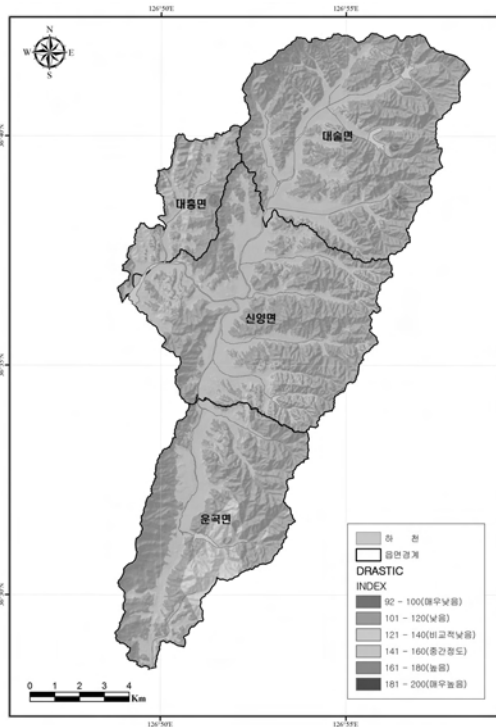 126°50'E
126°55'E
N
W
E
S
대술면
대흥면
신양면
운곡면
하 천
읍면경계
DRASTIC
INDEX
92 - 100(매우낮음)
101 - 120(낮음)
121 - 140(비교적낮음)
141 - 160(중간정도)
161 - 180(높음)
181 - 200(매우높음)
0 1 2 3 4
Km
126°50'E
126°55'E